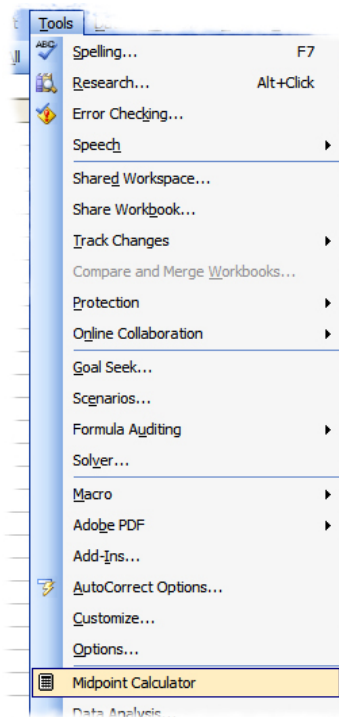 Tools
ABC
Spelling... F7
Research... Alt+Click
Error Checking...
Speech
Shared Workspace...
Share Workbook...
Track Changes
Compare and Merge Workbooks...
Protection
Online Collaboration
Goal Seek...
Scenarios...
Formula Auditing
Solver...
Macro
Adobe PDF
Add-Ins...
AutoCorrect Options...
Customize...
Options...
Midpoint Calculator
Data Analysis...